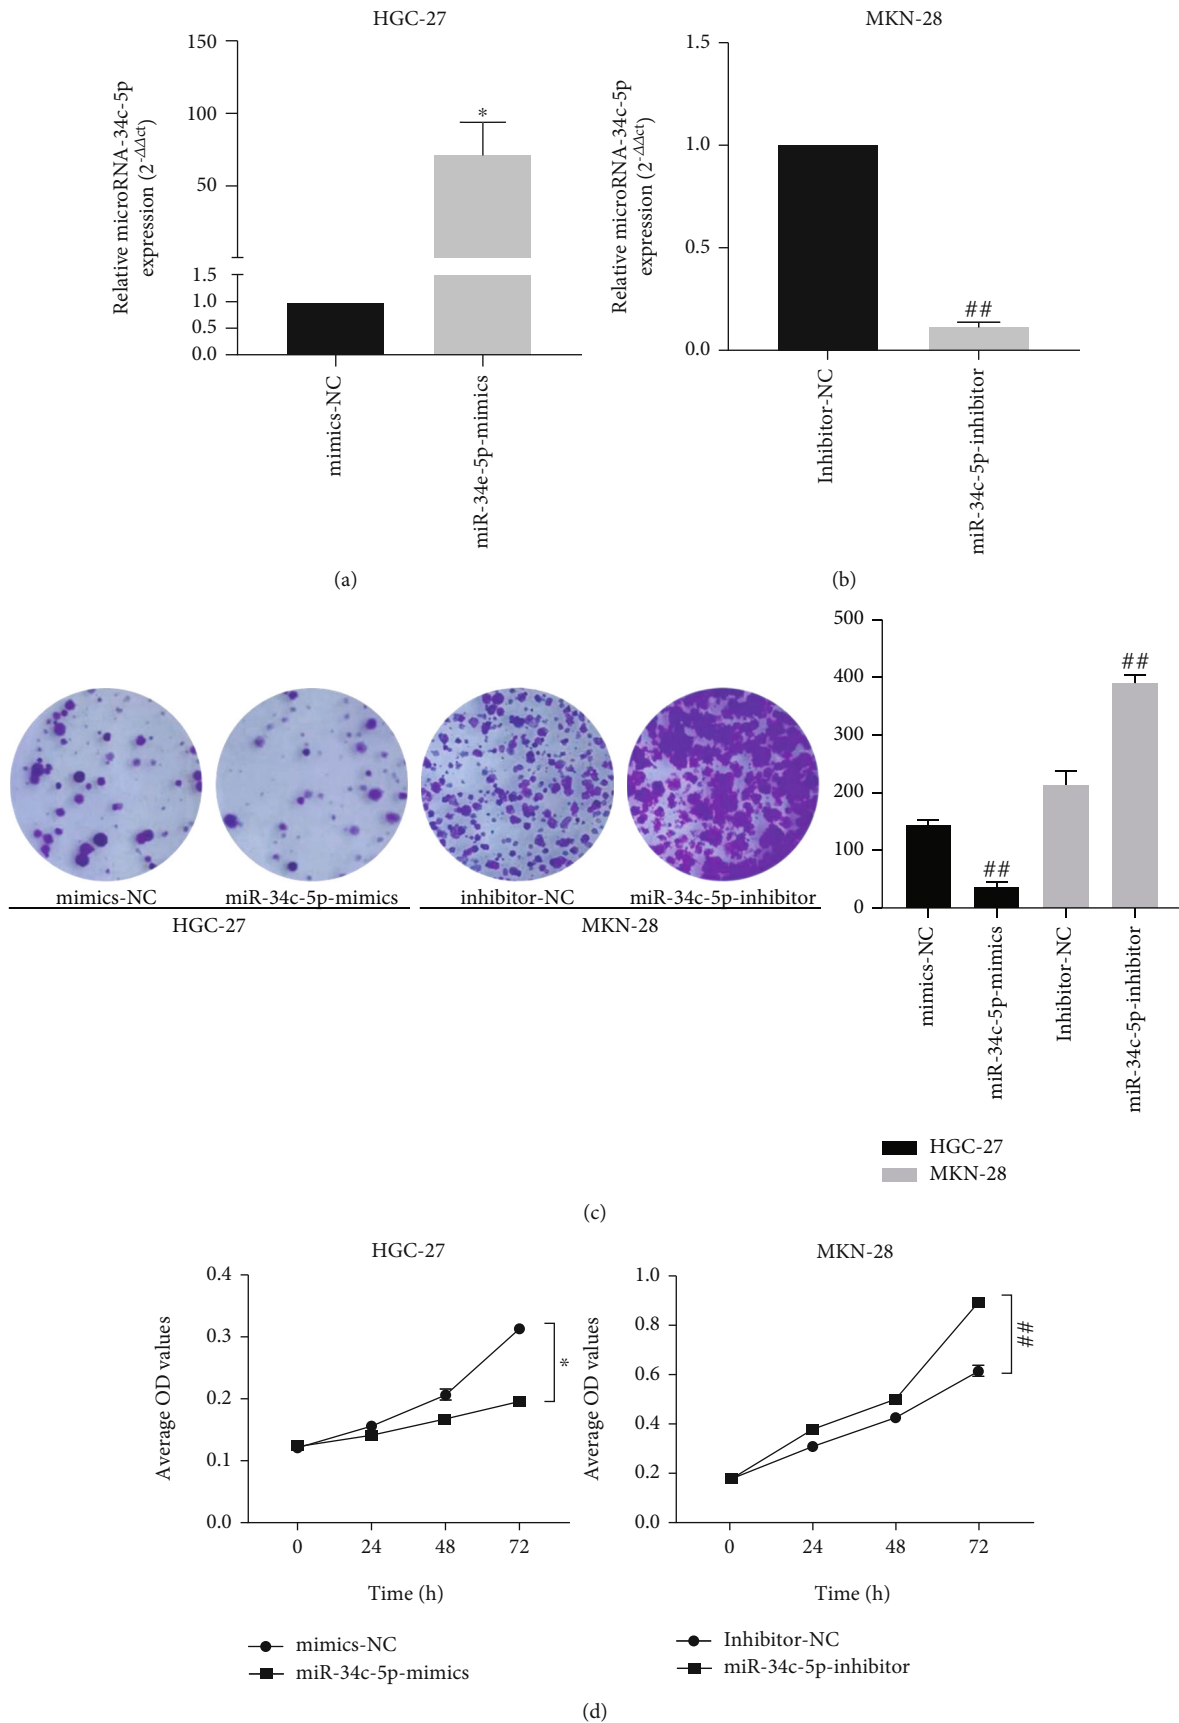 HGC-27
Relative microRNA-34c-5p
expression (2^-ΔΔct)
150
100
50
1.5
1.0
0.5
0.0
*
mimics-NC
miR-34e-5p-mimics
(a)
MKN-28
Relative microRNA-34c-5p
expression (2^-ΔΔct)
1.5
1.0
0.5
0.0
##
Inhibitor-NC
miR-34c-5p-inhibitor
(b)
mimics-NC
miR-34c-5p-mimics
inhibitor-NC
miR-34c-5p-inhibitor
HGC-27
MKN-28
500
400
300
200
100
0
##
##
mimics-NC
miR-34c-5p-mimics
Inhibitor-NC
miR-34c-5p-inhibitor
HGC-27
MKN-28
(c)
HGC-27
Average OD values
0.4
0.3
0.2
0.1
0.0
*
0 24 48 72
Time (h)
mimics-NC
miR-34c-5p-mimics
MKN-28
Average OD values
1.0
0.8
0.6
0.4
0.2
0.0
##
0 24 48 72
Time (h)
Inhibitor-NC
miR-34c-5p-inhibitor
(d)